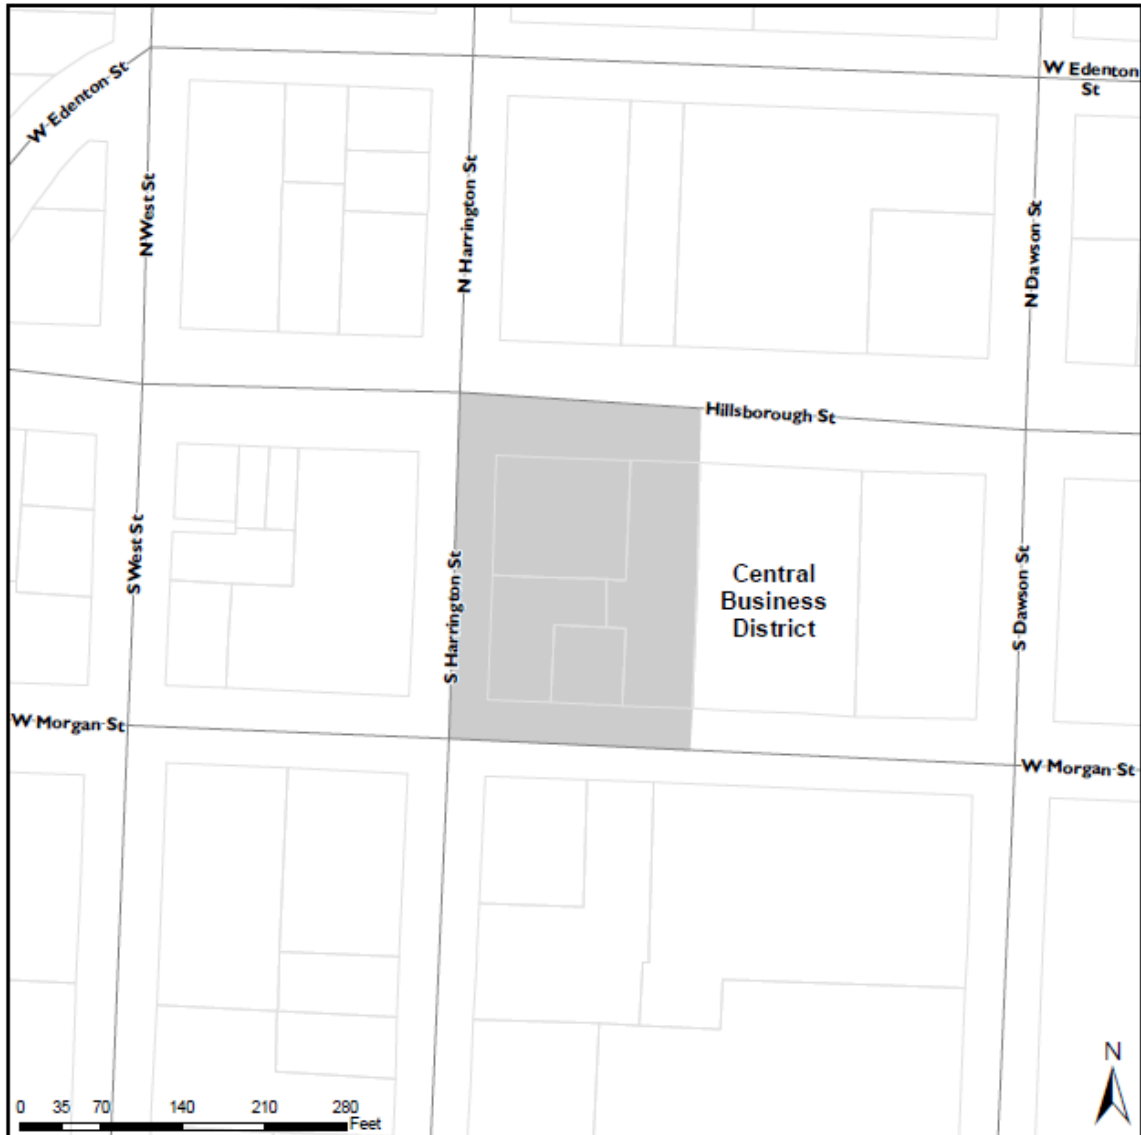 W Edenton St
W Edenton
St
N West St
N Harrington St
N Dawson St
Hillsborough St
S West St
S Harrington St
Central
Business
District
S Dawson St
W Morgan St
W Morgan St
N
0 35 70 140 210 280
Feet